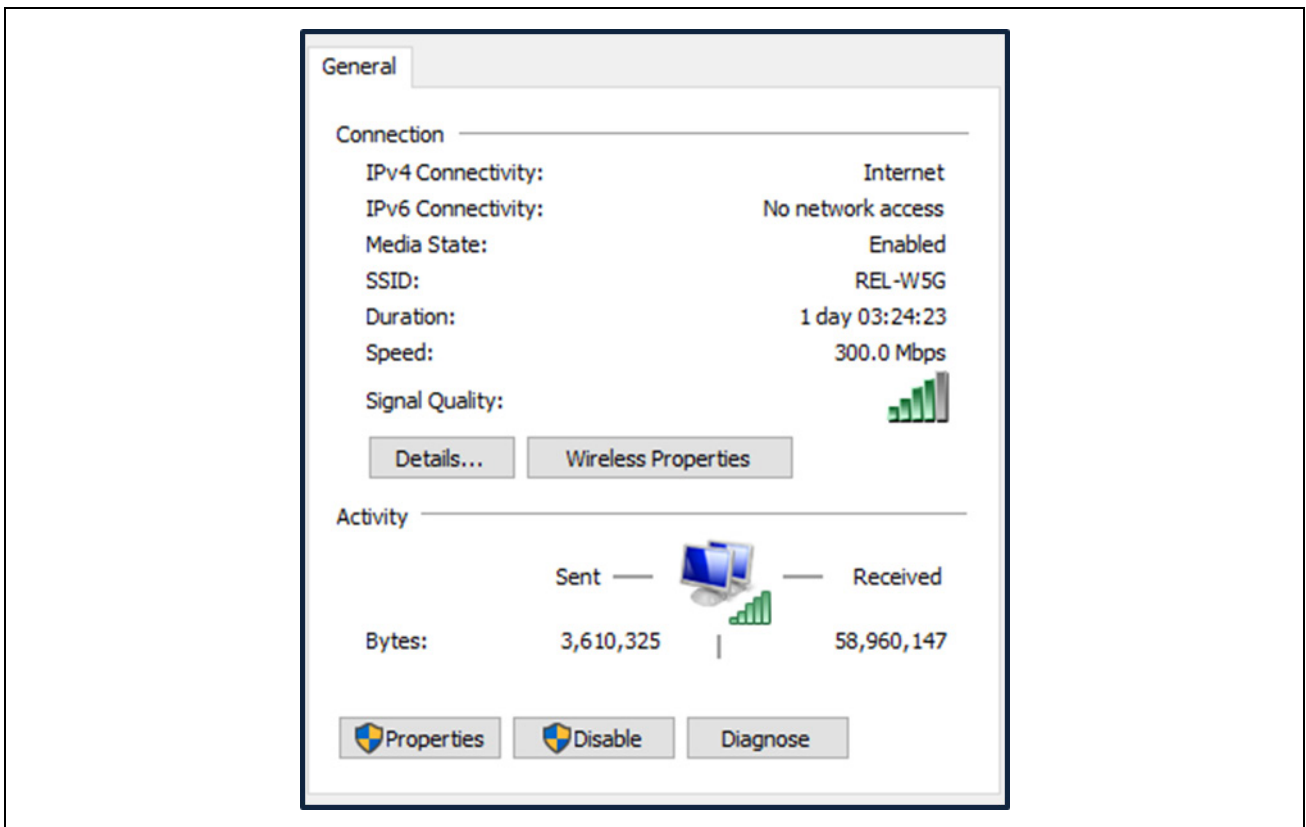 General
Connection
IPv4 Connectivity: Internet
IPv6 Connectivity: No network access
Media State: Enabled
SSID: REL-W5G
Duration: 1 day 03:24:23
Speed: 300.0 Mbps
Signal Quality:
Details... Wireless Properties
Activity
Sent Received
Bytes: 3,610,325 58,960,147
Properties Disable Diagnose